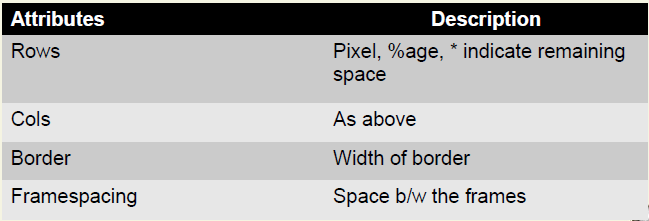 Attributes Description
Rows Pixel, %age, * indicate remaining
space
Cols As above
Border Width of border
Framespacing Space b/w the frames